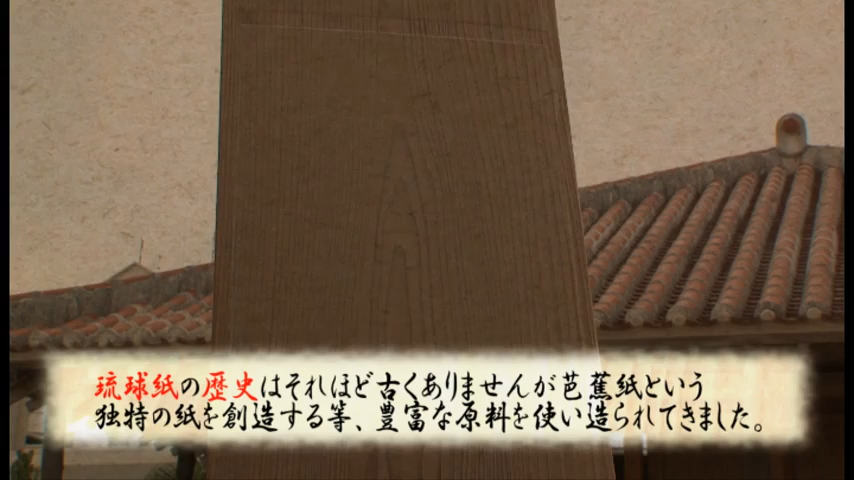 琉球紙の歴史はそれほど古くありませんが芭蕉紙という
独特の紙を創造する等、豊富な原料を使い造られてきました。